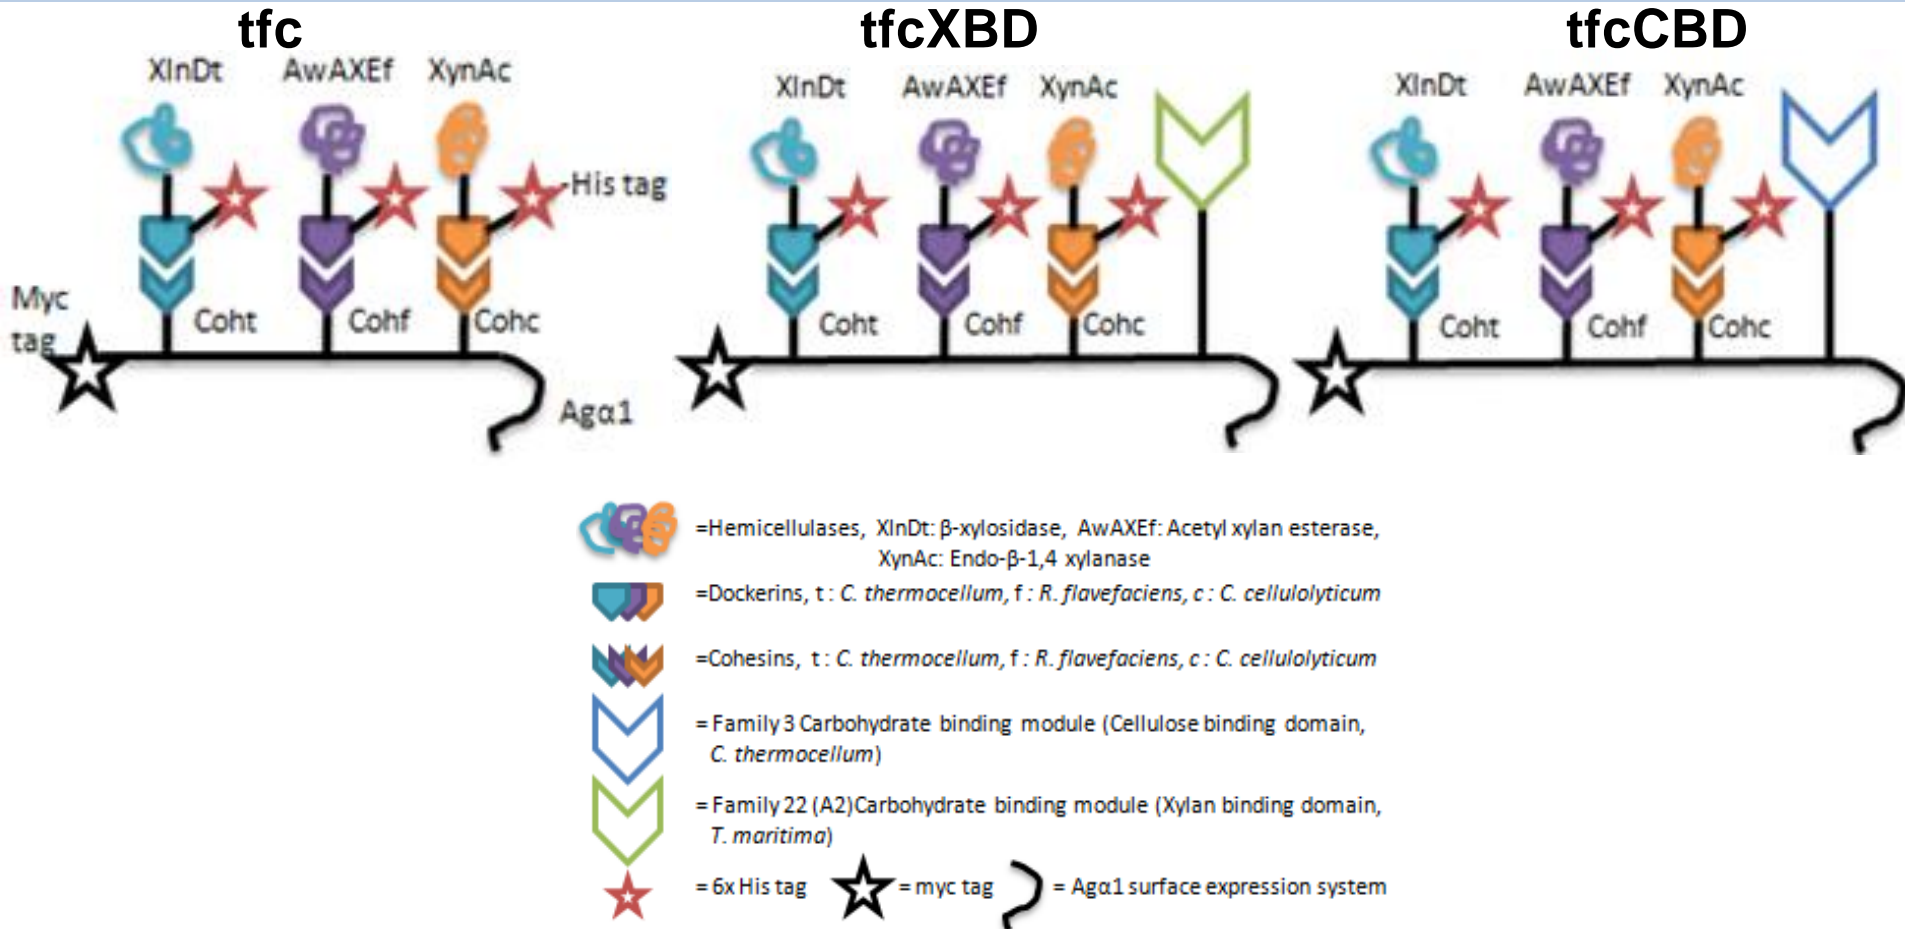 tfc
XlnDt AwAXEf XynAc
His tag
Myc
tag
Coht Cohf Cohc
Agα1
tfcXBD
XlnDt AwAXEf XynAc
Coht Cohf Cohc
tfcCBD
XlnDt AwAXEf XynAc
Coht Cohf Cohc
=Hemicellulases, XlnDt: β-xylosidase, AwAXEf: Acetyl xylan esterase,
XynAc: Endo-β-1,4 xylanase
=Dockerins, t : C. thermocellum, f : R. flavefaciens, c : C. cellulolyticum
=Cohesins, t : C. thermocellum, f : R. flavefaciens, c : C. cellulolyticum
= Family 3 Carbohydrate binding module (Cellulose binding domain,
C. thermocellum)
= Family 22 (A2)Carbohydrate binding module (Xylan binding domain,
T. maritima)
= 6x His tag = myc tag = Agα1 surface expression system